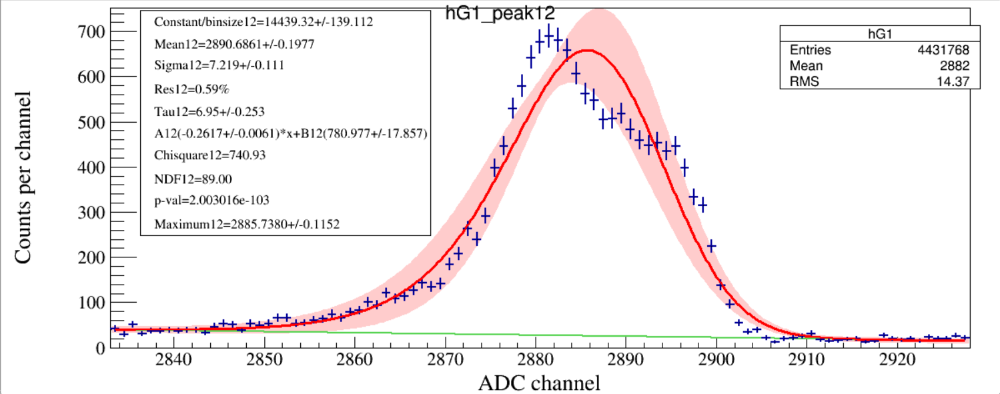 hG1_peak12
Constant/binsize12=14439.32+/-139.112
Mean12=2890.6861+/-0.1977
Sigma12=7.219+/-0.111
Res12=0.59%
Tau12=6.95+/-0.253
A12(-0.2617+/-0.0061)*x+B12(780.977+/-17.857)
Chisquare12=740.93
NDF12=89.00
p-val=2.003016e-103
Maximum12=2885.7380+/-0.1152
hG1
Entries 4431768
Mean 2882
RMS 14.37
Counts per channel
700
600
500
400
300
200
100
0
2840 2850 2860 2870 2880 2890 2900 2910 2920
ADC channel